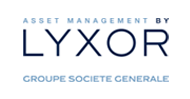 ASSET MANAGEMENT BY
LYXOR
GROUPE SOCIETE GENERALE